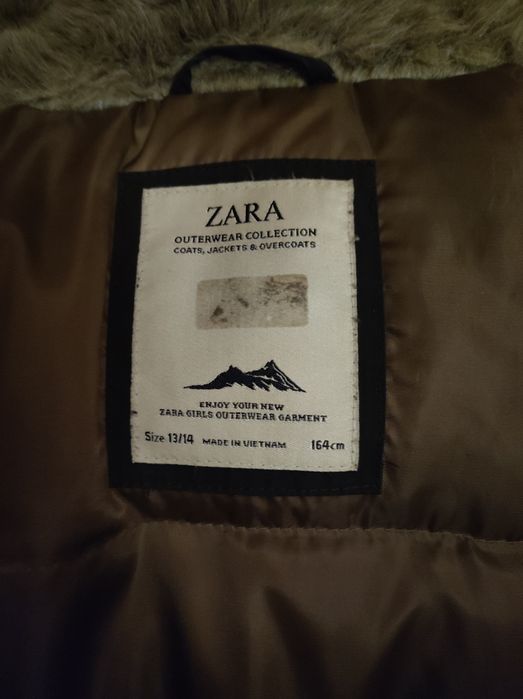 ZARA
OUTERWEAR COLLECTION
COATS, JACKETS & OVERCOATS
ENJOY YOUR NEW
ZARA GIRLS OUTERWEAR GARMENT
Size 13/14 MADE IN VIETNAM 164cm